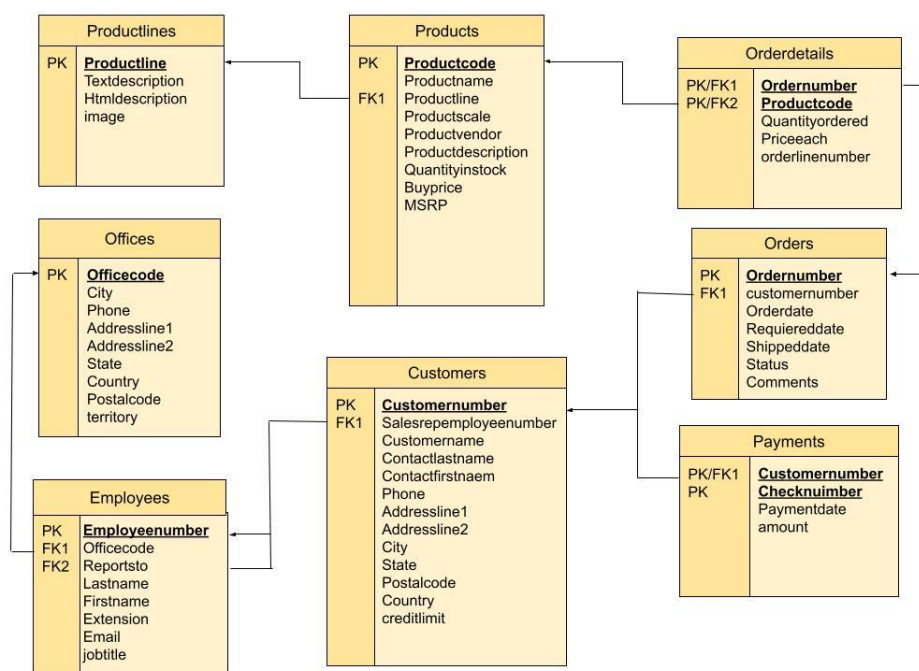 Productlines
PK Productline
Textdescription
Htmldescription
image
Products
PK Productcode
Productname
FK1 Productline
Productscale
Productvendor
Productdescription
Quantityinstock
Buyprice
MSRP
Orderdetails
PK/FK1 Ordernumber
PK/FK2 Productcode
Quantityordered
Priceeach
orderlinenumber
Offices
PK Officecode
City
Phone
Addressline1
Addressline2
State
Country
Postalcode
territory
Orders
PK Ordernumber
FK1 customernumber
Orderdate
Requiereddate
Shippeddate
Status
Comments
Customers
PK Customernumber
FK1 Salesrepemployeenumber
Customername
Contactlastname
Contactfirstnaem
Phone
Addressline1
Addressline2
City
State
Postalcode
Country
creditlimit
Payments
PK/FK1 Customernumber
PK Checknuimber
Paymentdate
amount
Employees
PK Employeenumber
FK1 Officecode
FK2 Reportsto
Lastname
Firstname
Extension
Email
jobtitle